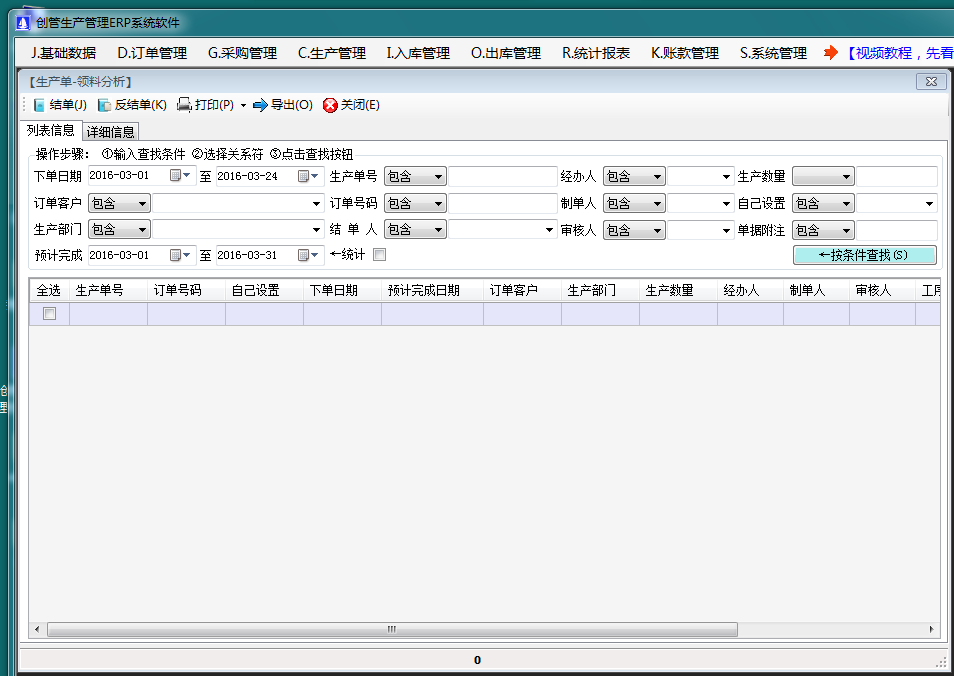 创管生产管理ERP系统软件
J.基础数据 D.订单管理 G.采购管理 C.生产管理 I.入库管理 O.出库管理 R.统计报表 K.账款管理 S.系统管理 【视频教程，先看
【生产单-领料分析】
结单(J) 反结单(K) 打印(P) 导出(O) 关闭(E)
列表信息 详细信息
操作步骤： ①输入查找条件 ②选择关系符 ③点击查找按钮
下单日期 2016-03-01 至 2016-03-24 生产单号 包含 经办人 包含 生产数量
订单客户 包含 订单号码 包含 制单人 包含 自己设置 包含
生产部门 包含 结 单 人 包含 审核人 包含 单据附注 包含
预计完成 2016-03-01 至 2016-03-31 ←统计 ←按条件查找(S)
全选 生产单号 订单号码 自己设置 下单日期 预计完成日期 订单客户 生产部门 生产数量 经办人 制单人 审核人 工序
创
理
0